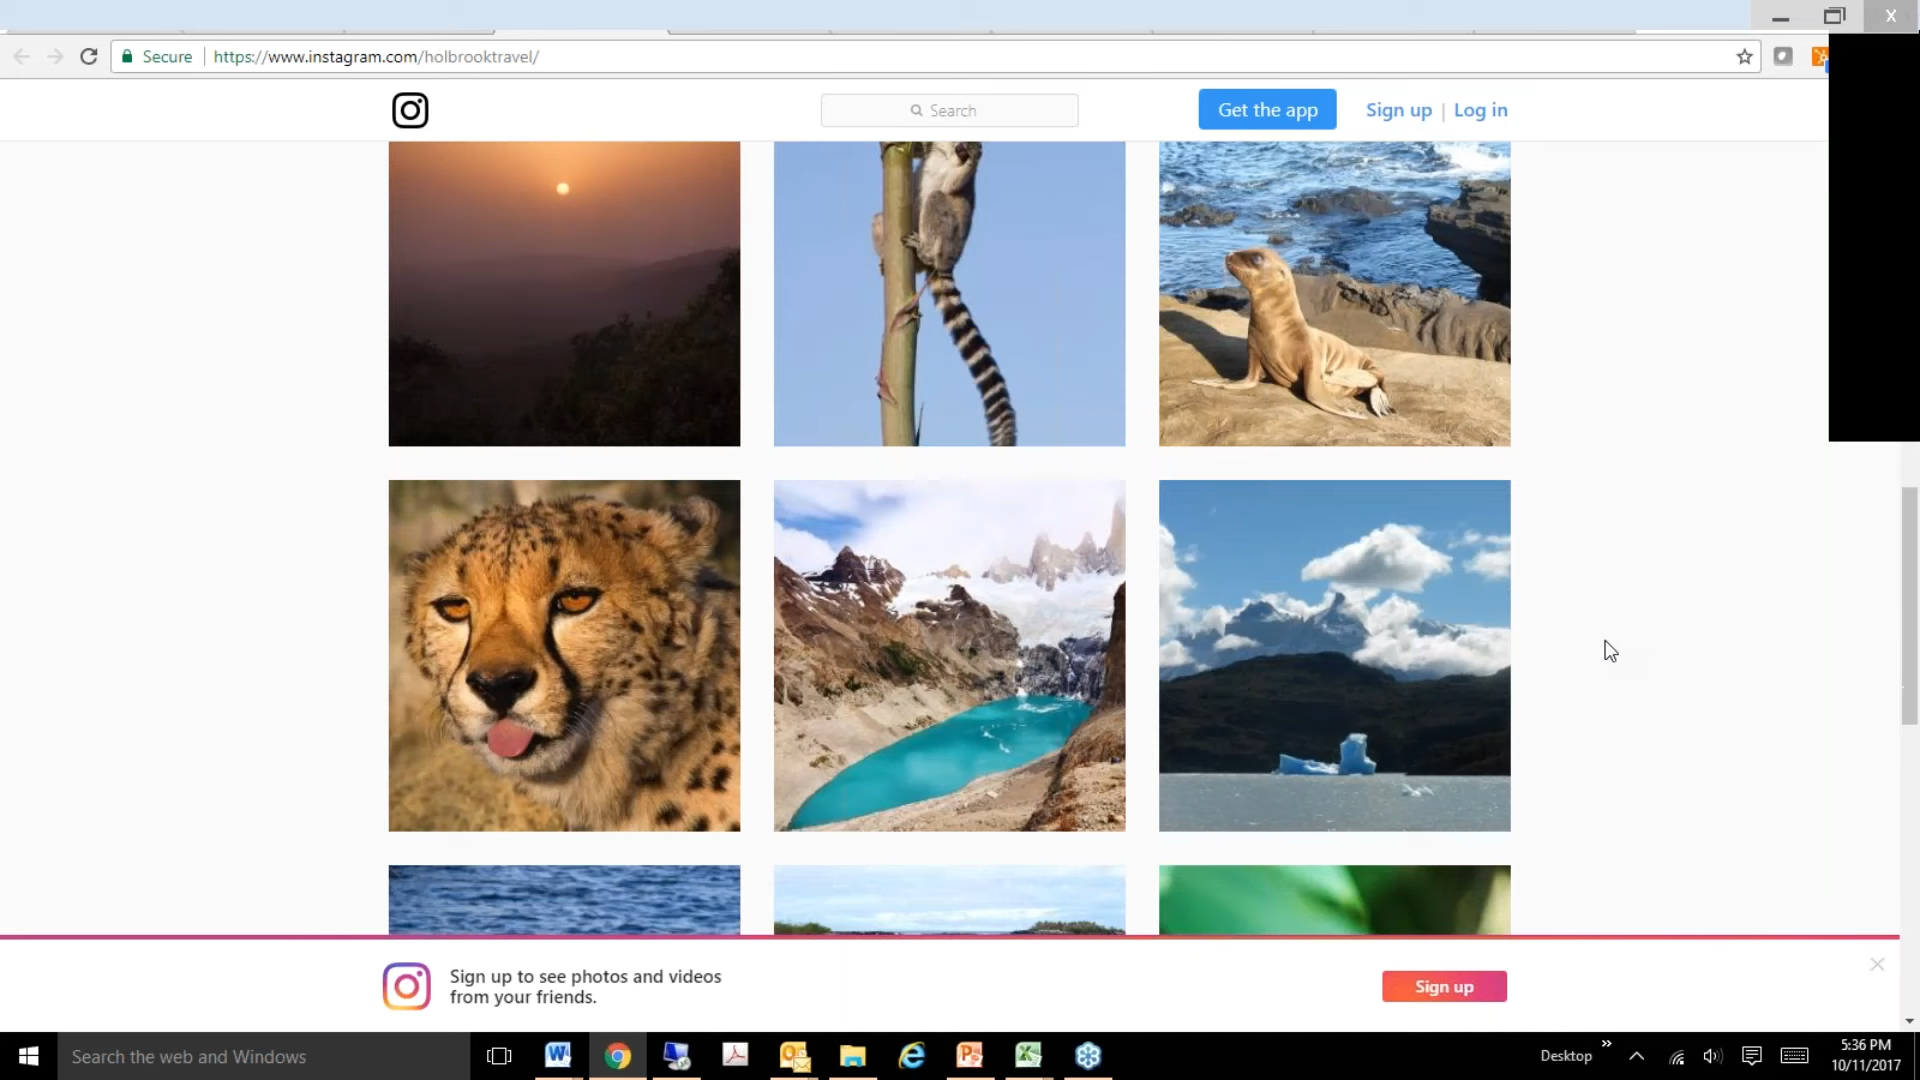 X
Secure https://www.instagram.com/holbrooktravel/
Search
Get the app
Sign up | Log in
Sign up to see photos and videos
from your friends.
Sign up
Search the web and Windows
Desktop
5:36 PM
10/11/2017